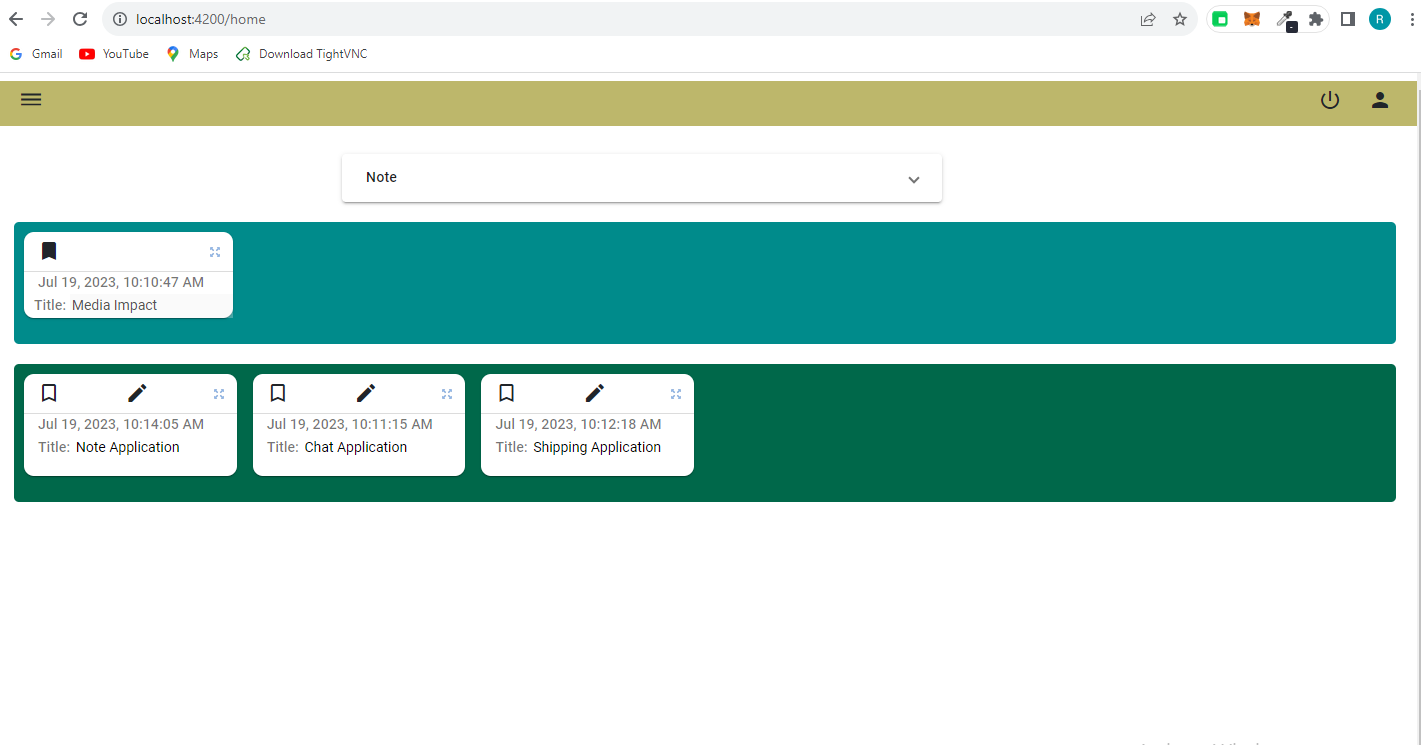 localhost:4200/home
R
Gmail YouTube Maps Download TightVNC
Note
Jul 19, 2023, 10:10:47 AM
Title: Media Impact
Jul 19, 2023, 10:14:05 AM Jul 19, 2023, 10:11:15 AM Jul 19, 2023, 10:12:18 AM
Title: Note Application Title: Chat Application Title: Shipping Application